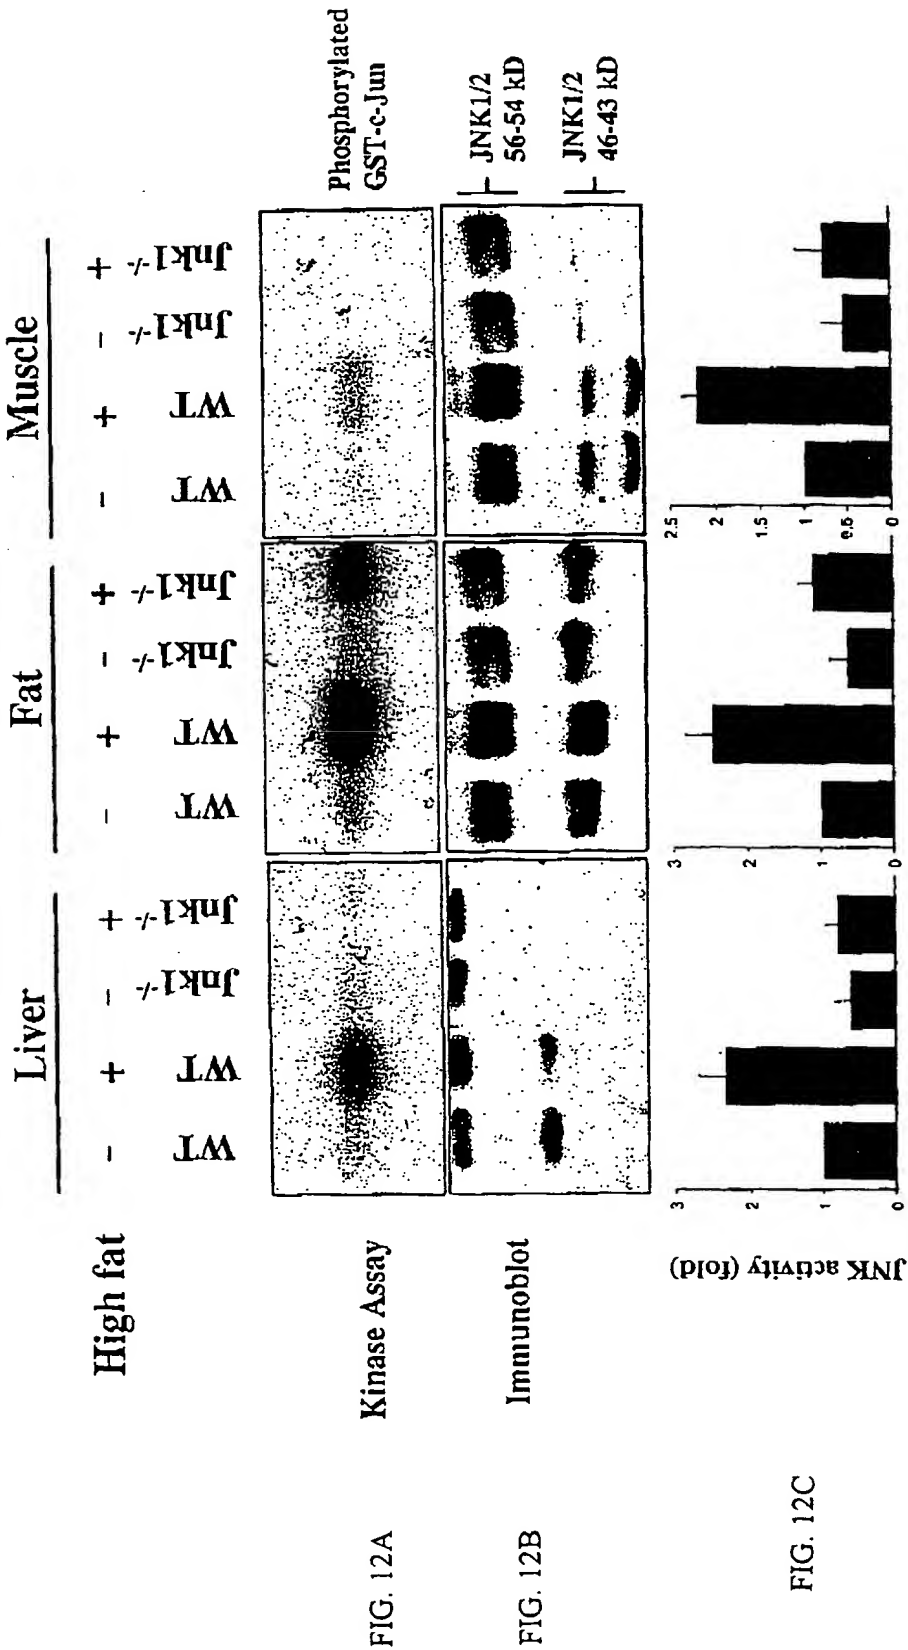 Liver Fat Muscle
High fat - + - + - + - + - + - +
WT WT Jnk1-/- Jnk1-/- WT WT Jnk1-/- Jnk1-/- WT WT Jnk1-/- Jnk1-/-
FIG. 12A
Kinase Assay
Phosphorylated
GST-c-Jun
FIG. 12B
Immunoblot
JNK1/2
56-54 kD
JNK1/2
46-43 kD
FIG. 12C
JNK activity (fold)
3
2
1
0
3
2
1
0
2.5
2
1.5
1
0.5
0